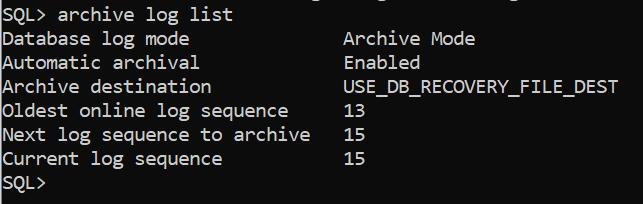 SQL> archive log list
Database log mode              Archive Mode
Automatic archival             Enabled
Archive destination            USE_DB_RECOVERY_FILE_DEST
Oldest online log sequence     13
Next log sequence to archive   15
Current log sequence           15
SQL>